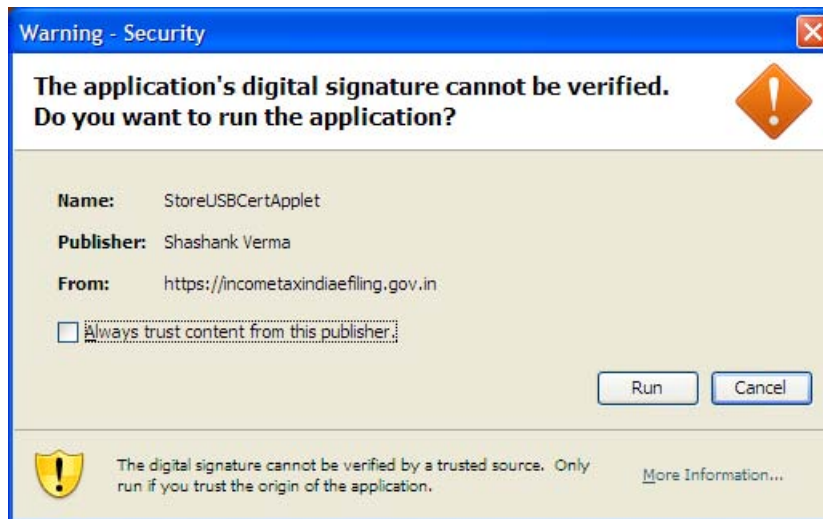 Warning - Security
The application's digital signature cannot be verified.
Do you want to run the application?
Name: StoreUSBCertApplet
Publisher: Shashank Verma
From: https://incometaxindiaefiling.gov.in
Always trust content from this publisher.
Run Cancel
The digital signature cannot be verified by a trusted source. Only
run if you trust the origin of the application.
More Information...